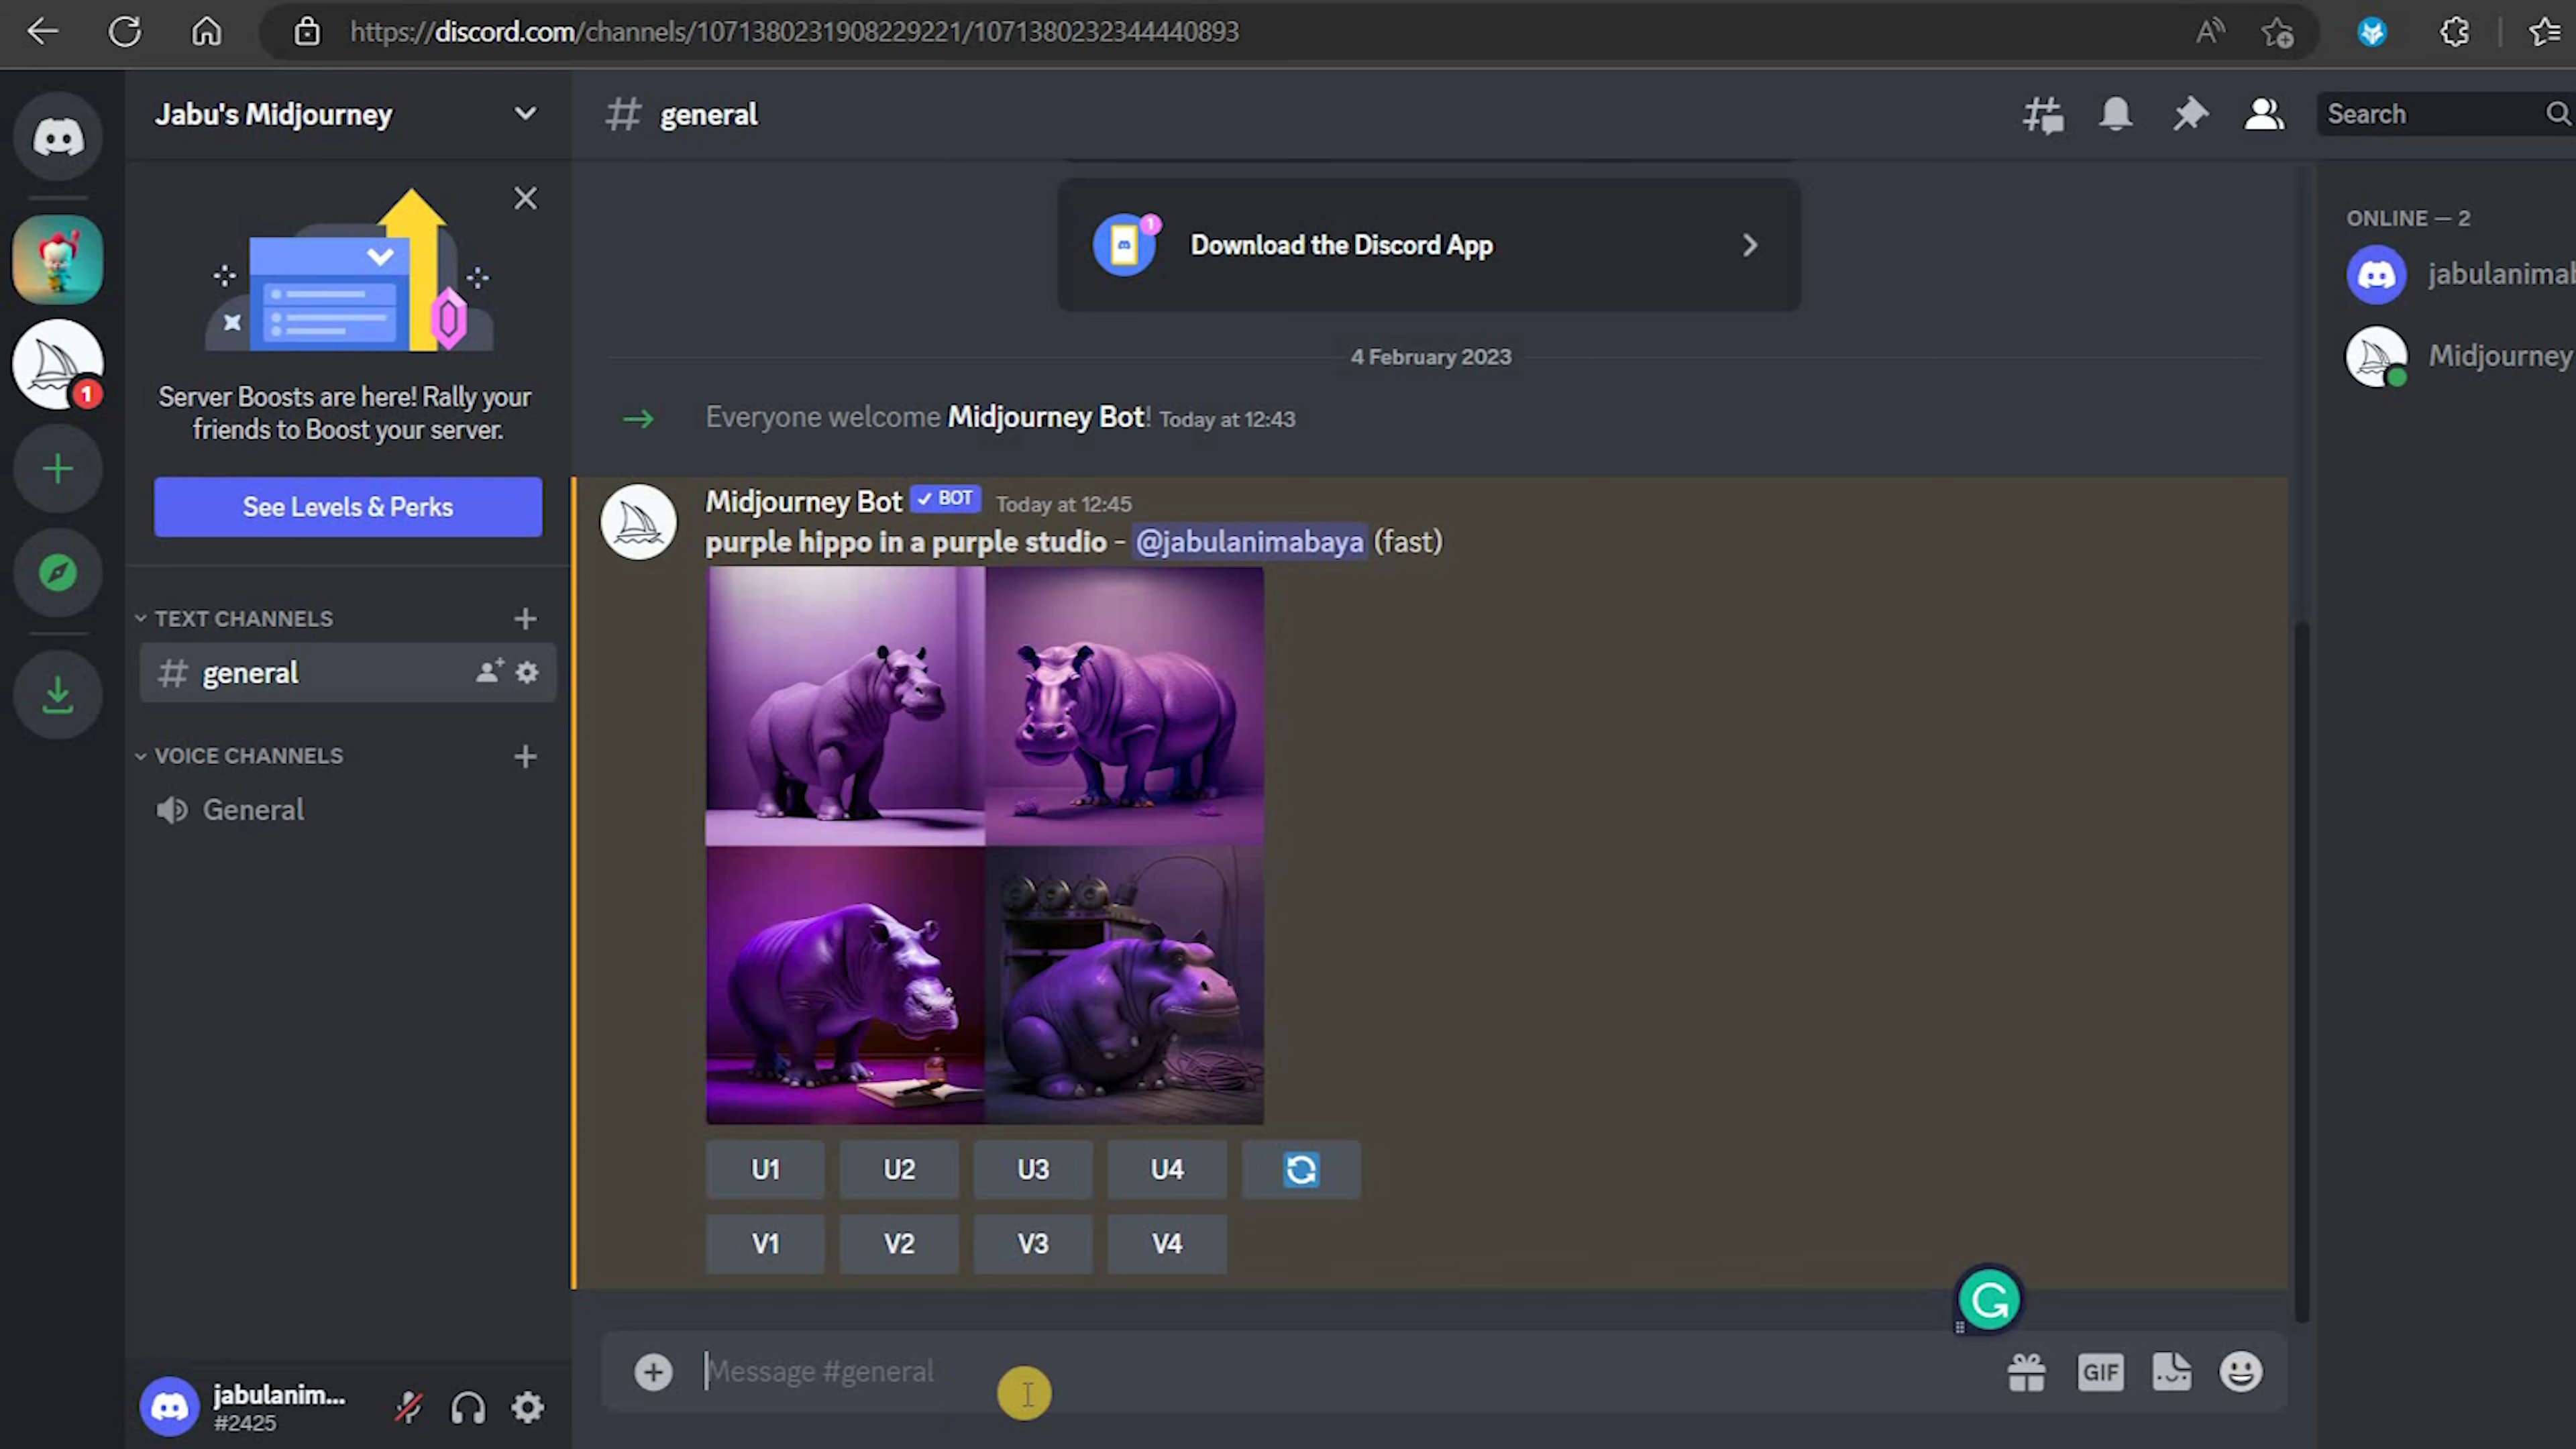 https://discord.com/channels/1071380231908229221/1071380232344440893
Jabu's Midjourney
Server Boosts are here! Rally your
friends to Boost your server.
See Levels & Perks
TEXT CHANNELS
general
VOICE CHANNELS
General
jabulanim...
#2425
1
# general
Search
Download the Discord App
1
4 February 2023
Everyone welcome Midjourney Bot! Today at 12:43
Midjourney Bot ✓ BOT Today at 12:45
purple hippo in a purple studio - @jabulanimabaya (fast)
U1 U2 U3 U4
V1 V2 V3 V4
Message #general
GIF
ONLINE — 2
jabulanimab
Midjourney